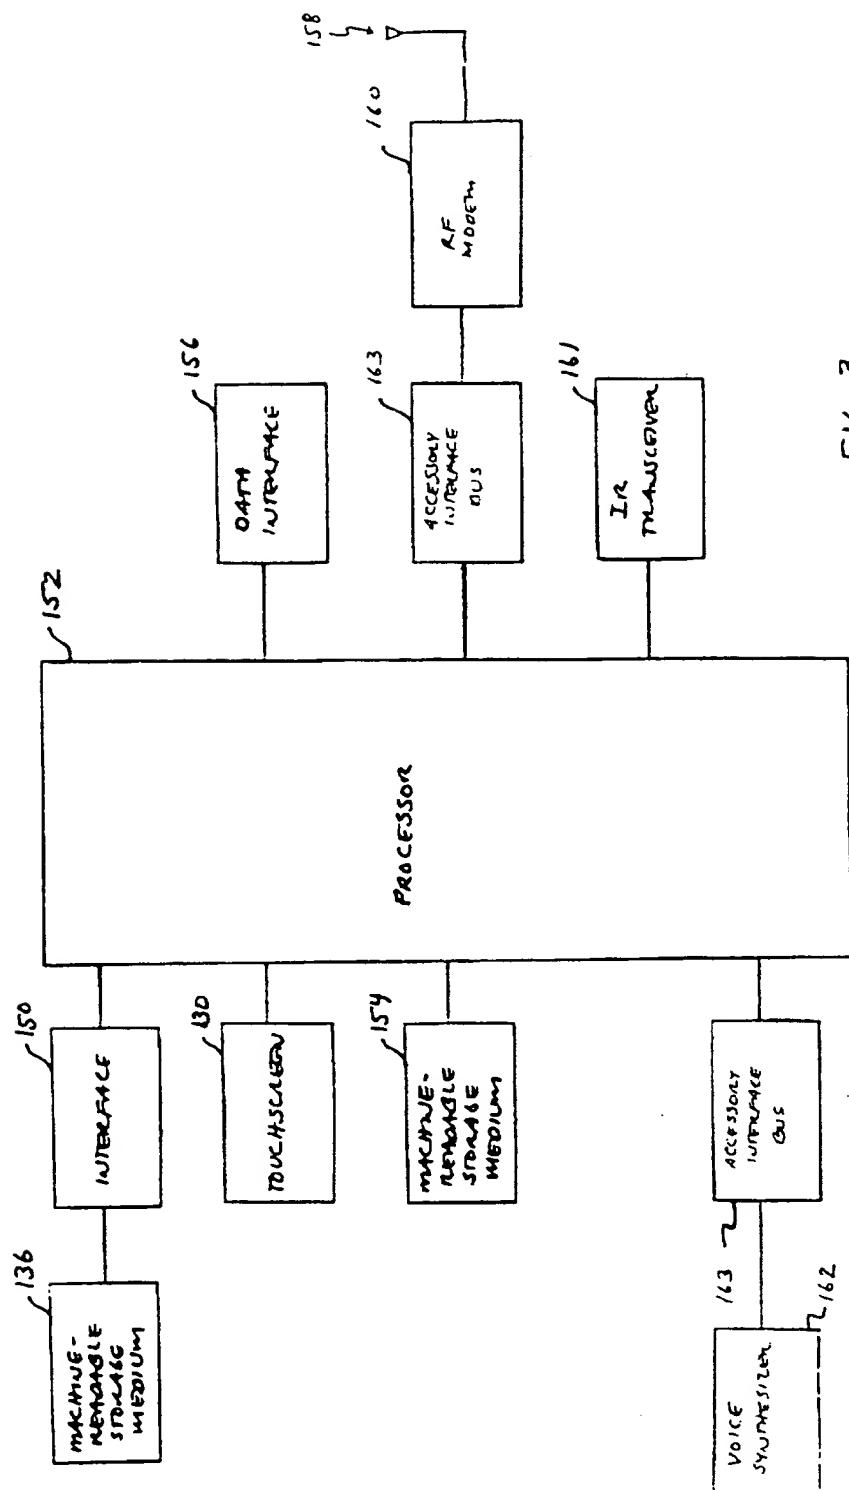 136
MACHINE-
READABLE
STORAGE
MEDIUM
150
INTERFACE
130
TOUCHSCREEN
154
MACHINE-
READABLE
STORAGE
MEDIUM
163
ACCESSORY
INTERFACE
BUS
162
VOICE
SYNTHESIZER
152
PROCESSOR
156
DATA
INTERFACE
163
ACCESSORY
INTERFACE
BUS
160
RF
MODEM
158
161
IR
TRANSCEIVER